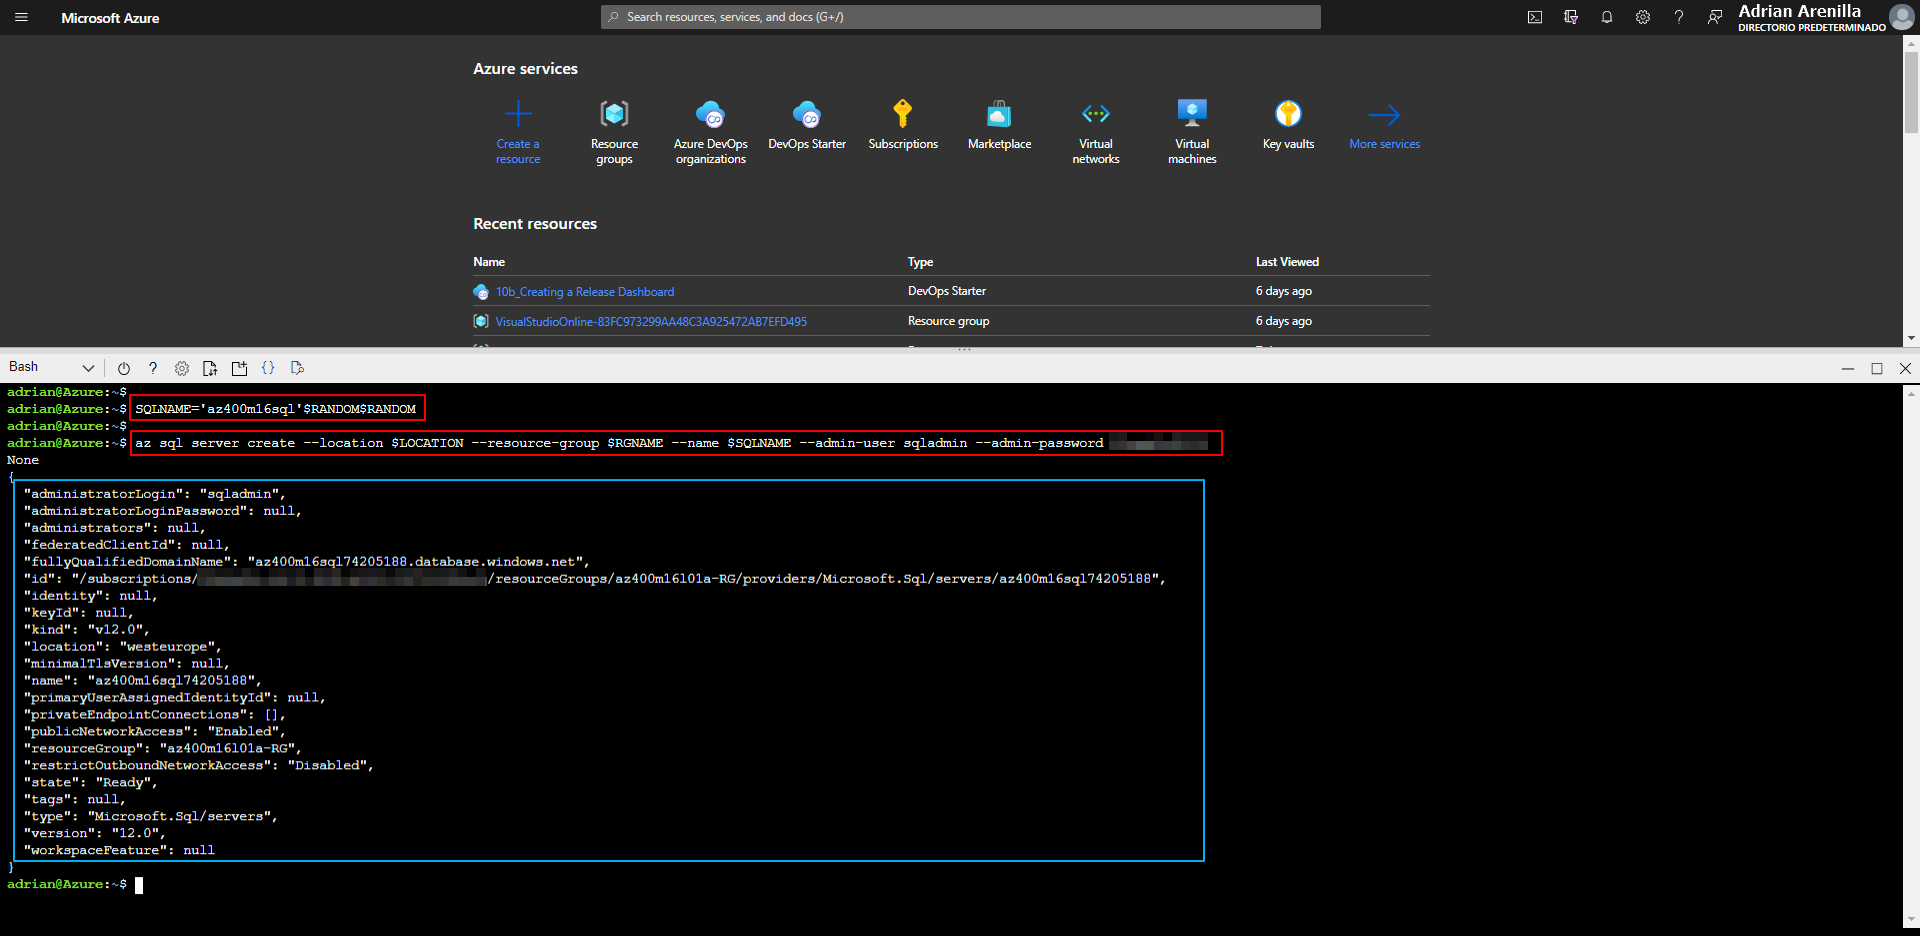 Microsoft Azure
Search resources, services, and docs (G+/)
Adrian Arenilla
DIRECTORIO PREDETERMINADO
Azure services
Create a resource
Resource groups
Azure DevOps organizations
DevOps Starter
Subscriptions
Marketplace
Virtual networks
Virtual machines
Key vaults
More services
Recent resources
Name Type Last Viewed
10b_Creating a Release Dashboard DevOps Starter 6 days ago
VisualStudioOnline-83FC973299AA48C3A925472AB7EFD495 Resource group 6 days ago
Bash
adrian@Azure:~$
adrian@Azure:~$ SQLNAME='az400m16sql'$RANDOM$RANDOM
adrian@Azure:~$
adrian@Azure:~$ az sql server create --location $LOCATION --resource-group $RGNAME --name $SQLNAME --admin-user sqladmin --admin-password
None
{
"administratorLogin": "sqladmin",
"administratorLoginPassword": null,
"administrators": null,
"federatedClientId": null,
"fullyQualifiedDomainName": "az400m16sql74205188.database.windows.net",
"id": "/subscriptions/ /resourceGroups/az400m16l01a-RG/providers/Microsoft.Sql/servers/az400m16sql74205188",
"identity": null,
"keyId": null,
"kind": "v12.0",
"location": "westeurope",
"minimalTlsVersion": null,
"name": "az400m16sql74205188",
"primaryUserAssignedIdentityId": null,
"privateEndpointConnections": [],
"publicNetworkAccess": "Enabled",
"resourceGroup": "az400m16l01a-RG",
"restrictOutboundNetworkAccess": "Disabled",
"state": "Ready",
"tags": null,
"type": "Microsoft.Sql/servers",
"version": "12.0",
"workspaceFeature": null
}
adrian@Azure:~$